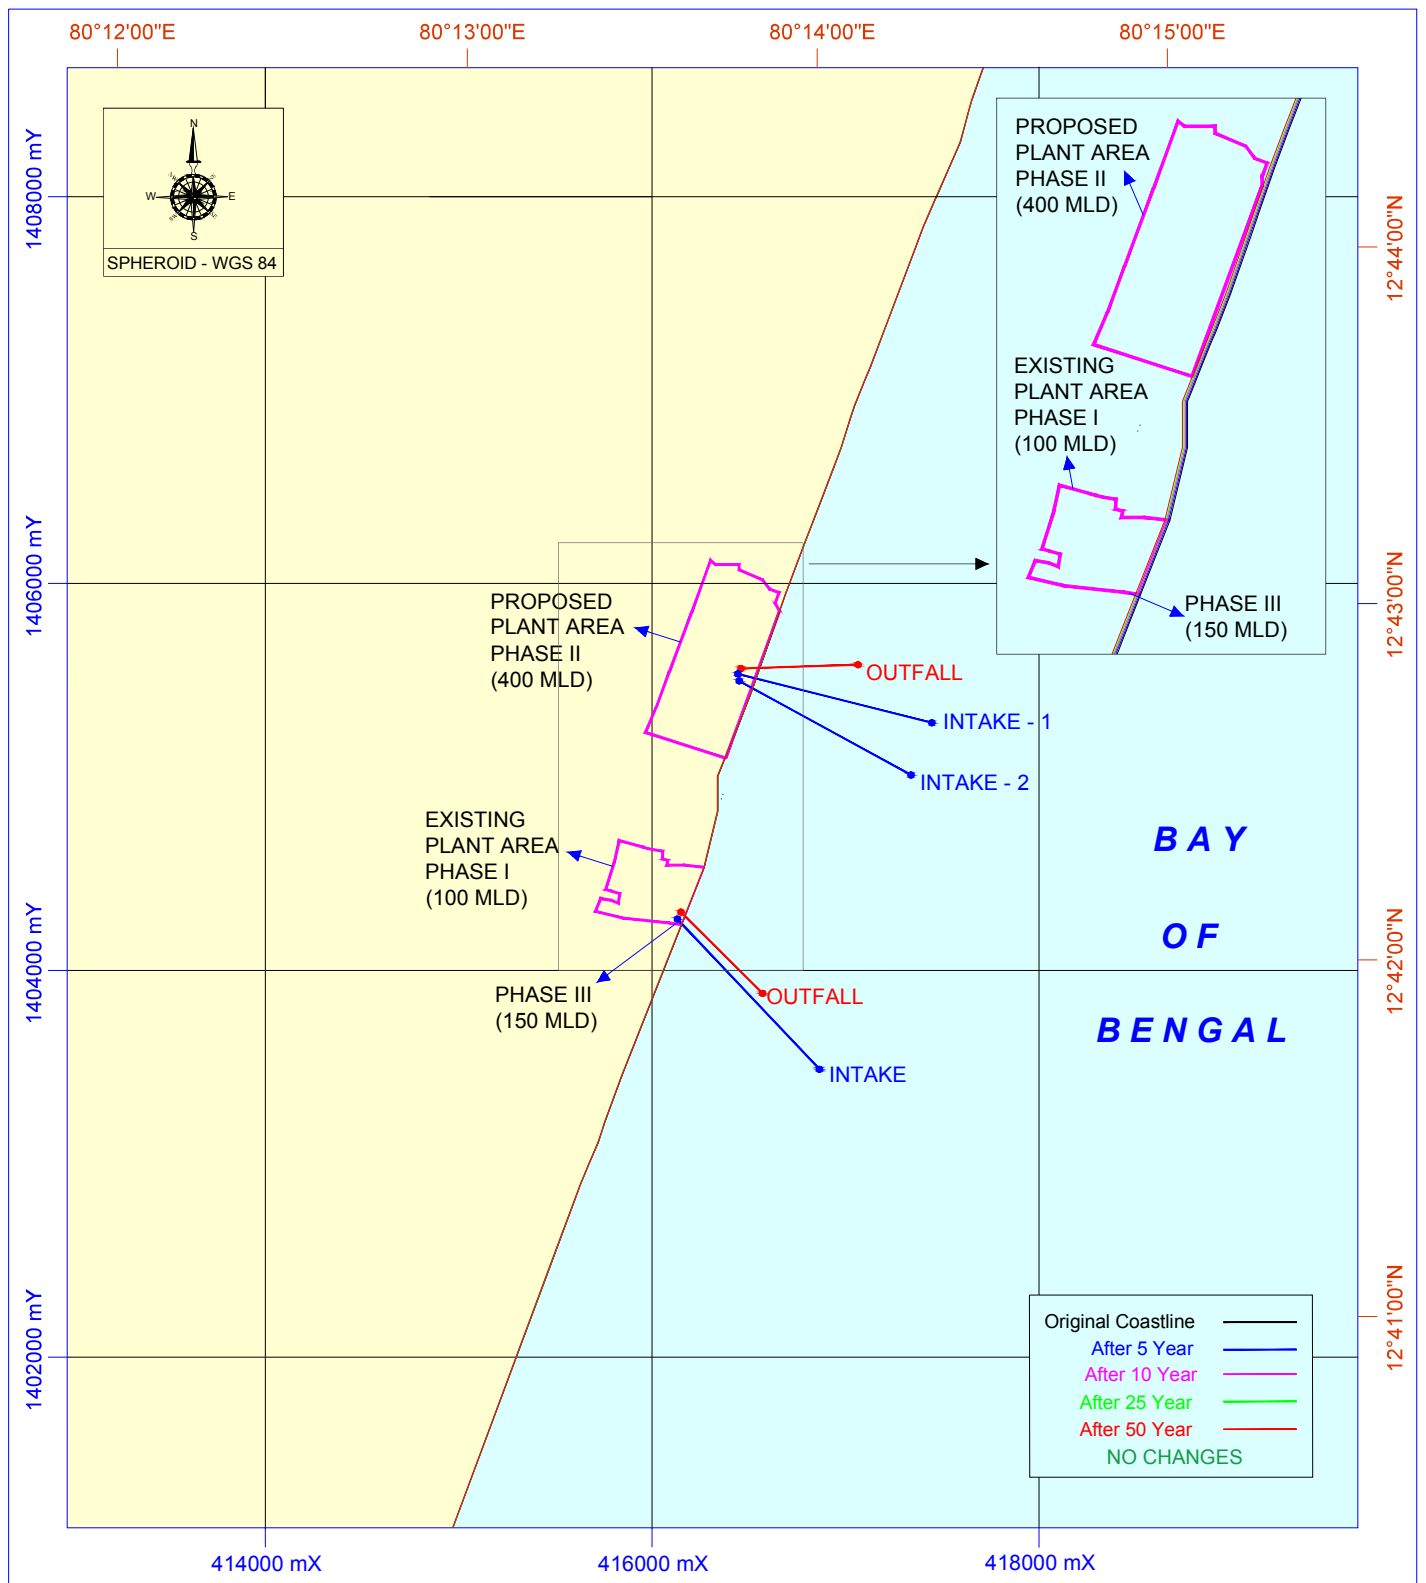 80°12'00"E
80°13'00"E
80°14'00"E
80°15'00"E
N
W
E
S
SPHEROID - WGS 84
1408000 mY
1406000 mY
1404000 mY
1402000 mY
12°44'00"N
12°43'00"N
12°42'00"N
12°41'00"N
PROPOSED
PLANT AREA
PHASE II
(400 MLD)
EXISTING
PLANT AREA
PHASE I
(100 MLD)
PHASE III
(150 MLD)
PROPOSED
PLANT AREA
PHASE II
(400 MLD)
OUTFALL
INTAKE - 1
INTAKE - 2
EXISTING
PLANT AREA
PHASE I
(100 MLD)
PHASE III
(150 MLD)
OUTFALL
INTAKE
BAY
OF
BENGAL
Original Coastline
After 5 Year
After 10 Year
After 25 Year
After 50 Year
NO CHANGES
414000 mX
416000 mX
418000 mX